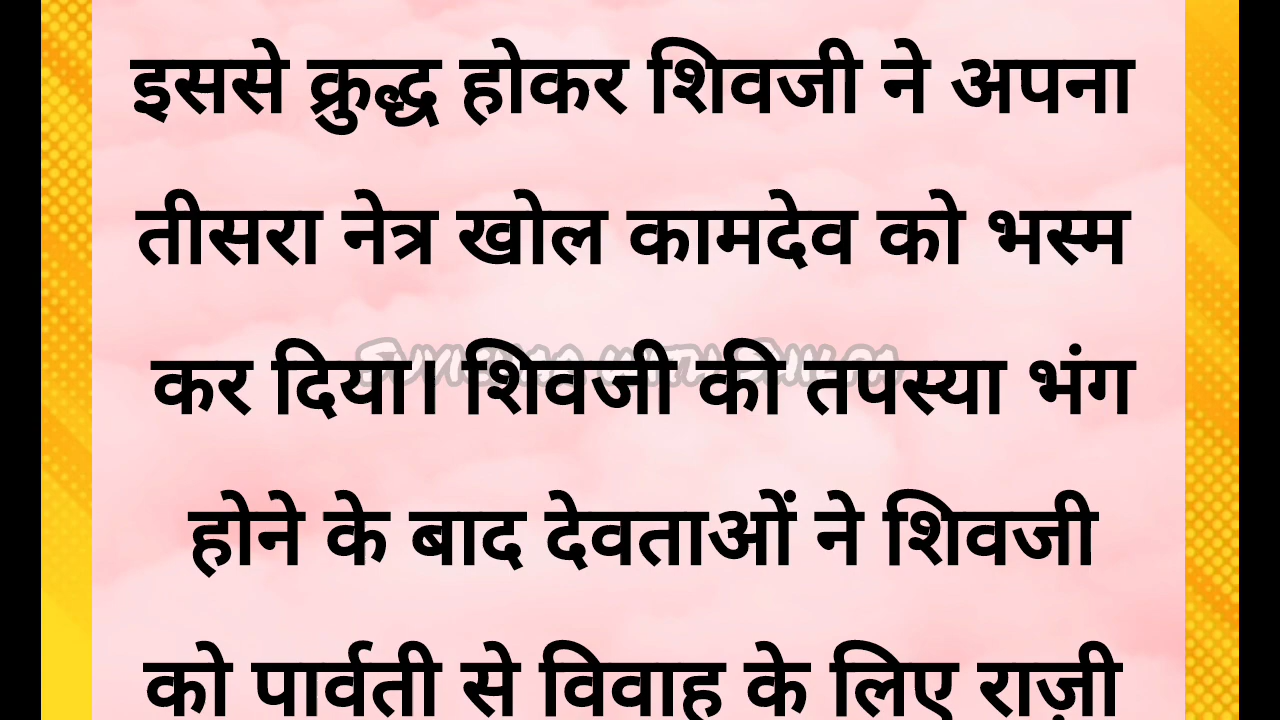 इससे क्रुद्ध होकर शिवजी ने अपना
तीसरा नेत्र खोल कामदेव को भस्म
कर दिया। शिवजी की तपस्या भंग
होने के बाद देवताओं ने शिवजी
को पार्वती से विवाह के लिए राज़ी